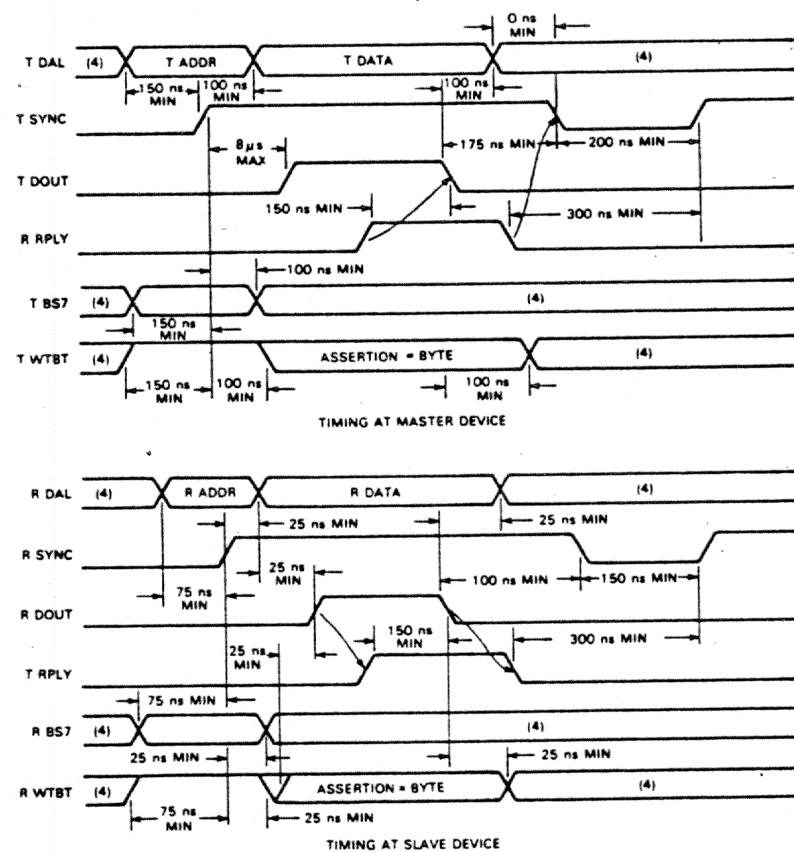 0 ns
MIN
T DAL (4) T ADDR T DATA (4)
150 ns
MIN
100 ns
MIN
100 ns
MIN
T SYNC
8µs
MAX
175 ns MIN
200 ns MIN
T DOUT
150 ns MIN
300 ns MIN
R RPLY
100 ns MIN
T BS7 (4) (4)
150 ns
MIN
T WTBT (4) ASSERTION = BYTE (4)
150 ns
MIN
100 ns
MIN
100 ns
MIN
TIMING AT MASTER DEVICE
R DAL (4) R ADDR R DATA (4)
25 ns MIN
25 ns MIN
R SYNC
25 ns
MIN
75 ns
MIN
100 ns MIN
150 ns MIN
R DOUT
150 ns
MIN
300 ns MIN
25 ns
MIN
T RPLY
75 ns MIN
R BS7 (4) (4)
25 ns MIN
25 ns MIN
R WTBT (4) ASSERTION = BYTE (4)
75 ns
MIN
25 ns MIN
TIMING AT SLAVE DEVICE